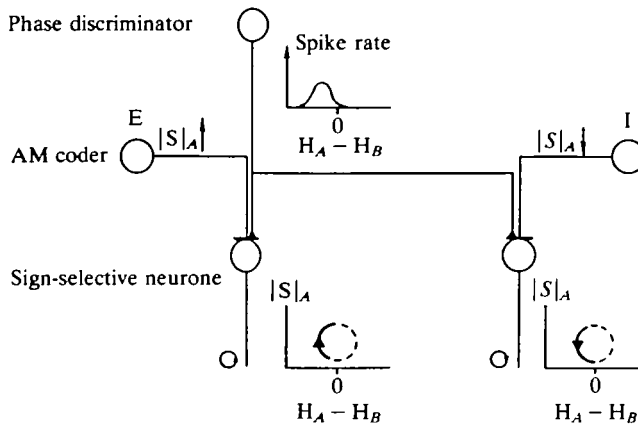 Phase discriminator
Spike rate
0
H_A − H_B
E
|S|_A
AM coder
|S|_A
I
Sign-selective neurone
|S|_A
0
H_A − H_B
|S|_A
0
H_A − H_B